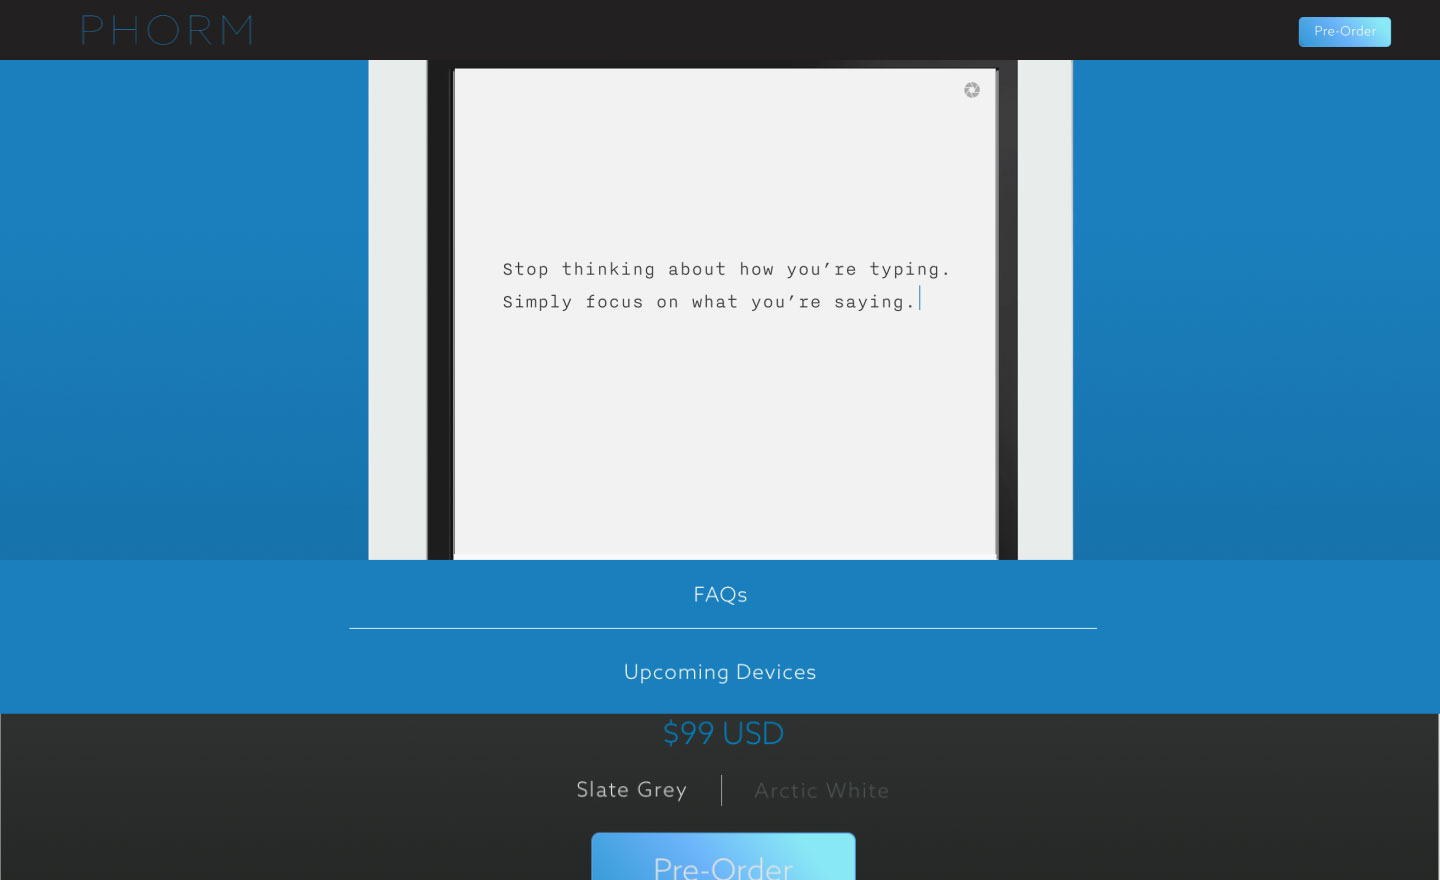 PHORM
Pre-Order
Stop thinking about how you’re typing.
Simply focus on what you’re saying.
FAQs
Upcoming Devices
$99 USD
Slate Grey
Arctic White
Pre-Order